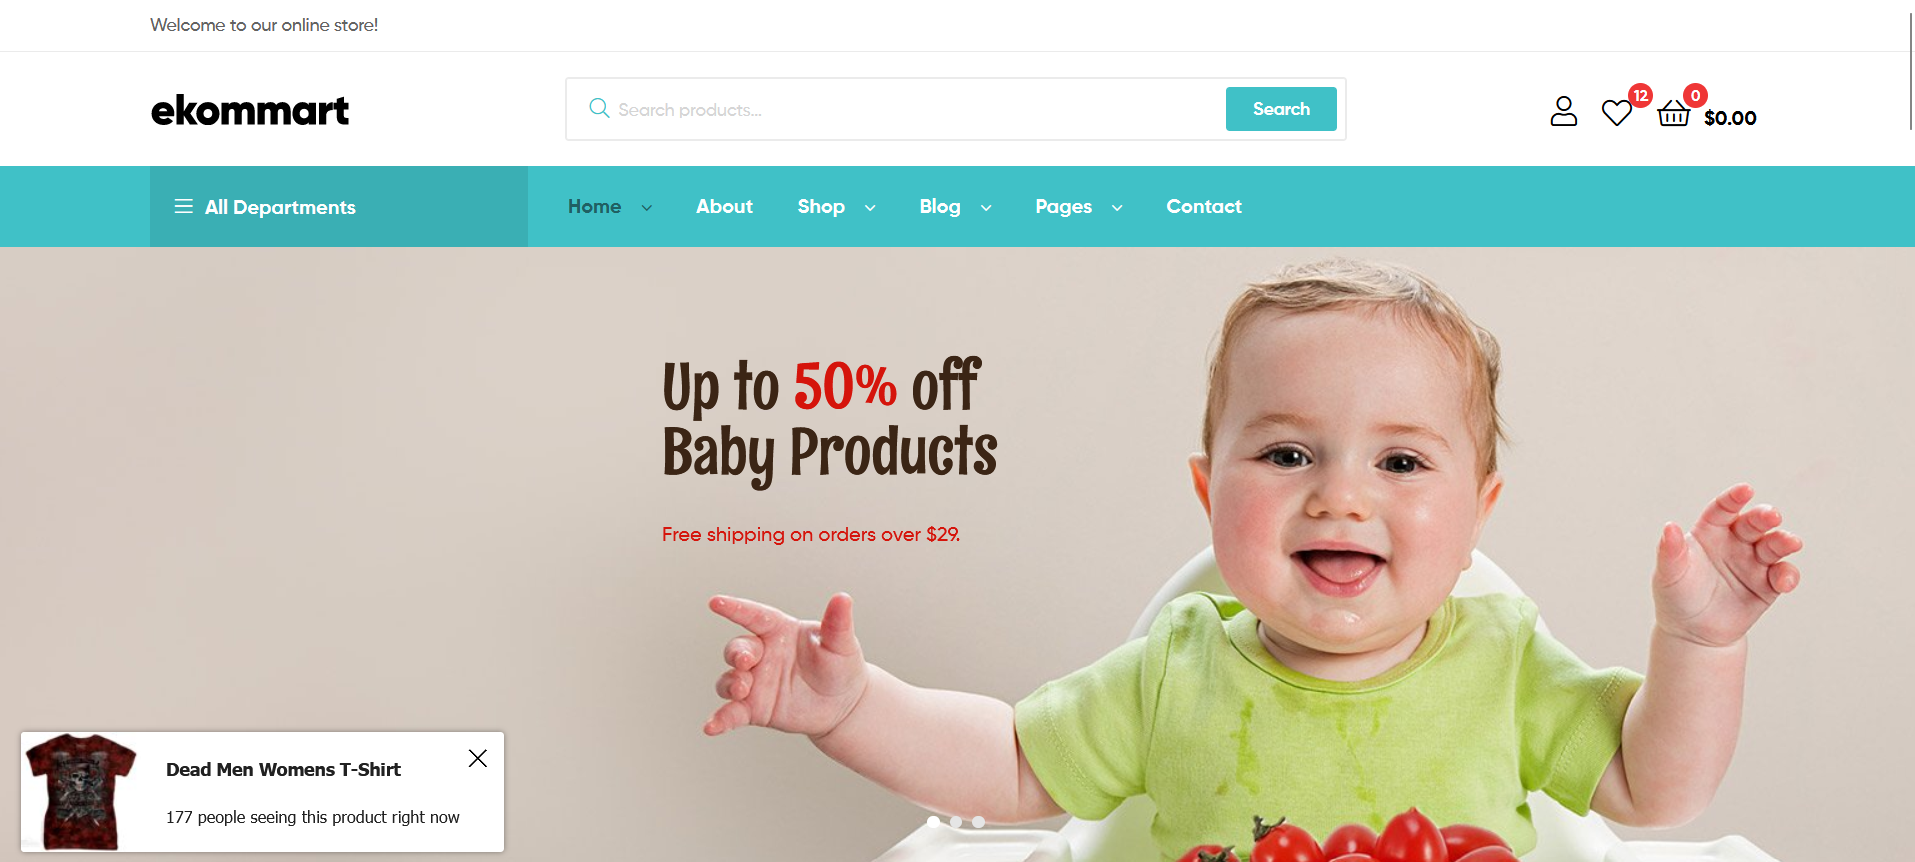 Welcome to our online store!
ekommart
Search products...
Search
12
0
$0.00
All Departments
Home
About
Shop
Blog
Pages
Contact
Up to 50% off
Baby Products
Free shipping on orders over $29.
Dead Men Womens T-Shirt
177 people seeing this product right now